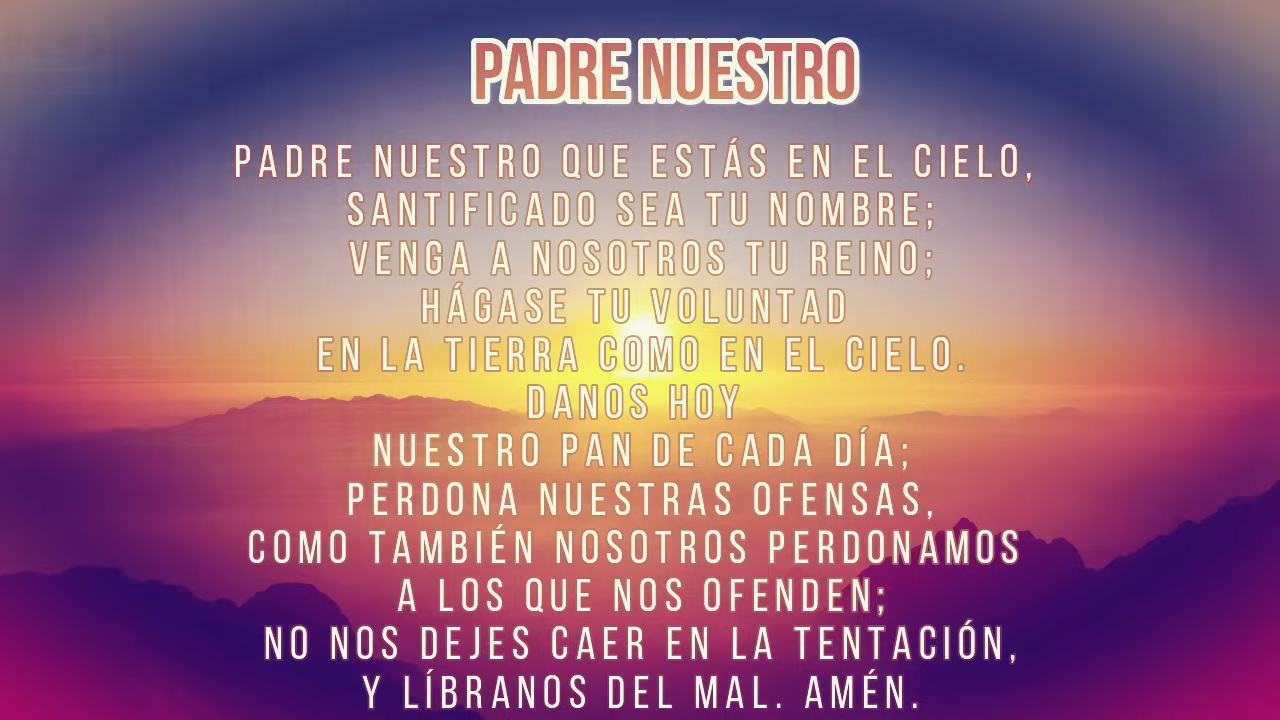 PADRE NUESTRO
PADRE NUESTRO QUE ESTÁS EN EL CIELO,
SANTIFICADO SEA TU NOMBRE;
VENGA A NOSOTROS TU REINO;
HÁGASE TU VOLUNTAD
EN LA TIERRA COMO EN EL CIELO.
DANOS HOY
NUESTRO PAN DE CADA DÍA;
PERDONA NUESTRAS OFENSAS,
COMO TAMBIÉN NOSOTROS PERDONAMOS
A LOS QUE NOS OFENDEN;
NO NOS DEJES CAER EN LA TENTACIÓN,
Y LÍBRANOS DEL MAL. AMÉN.